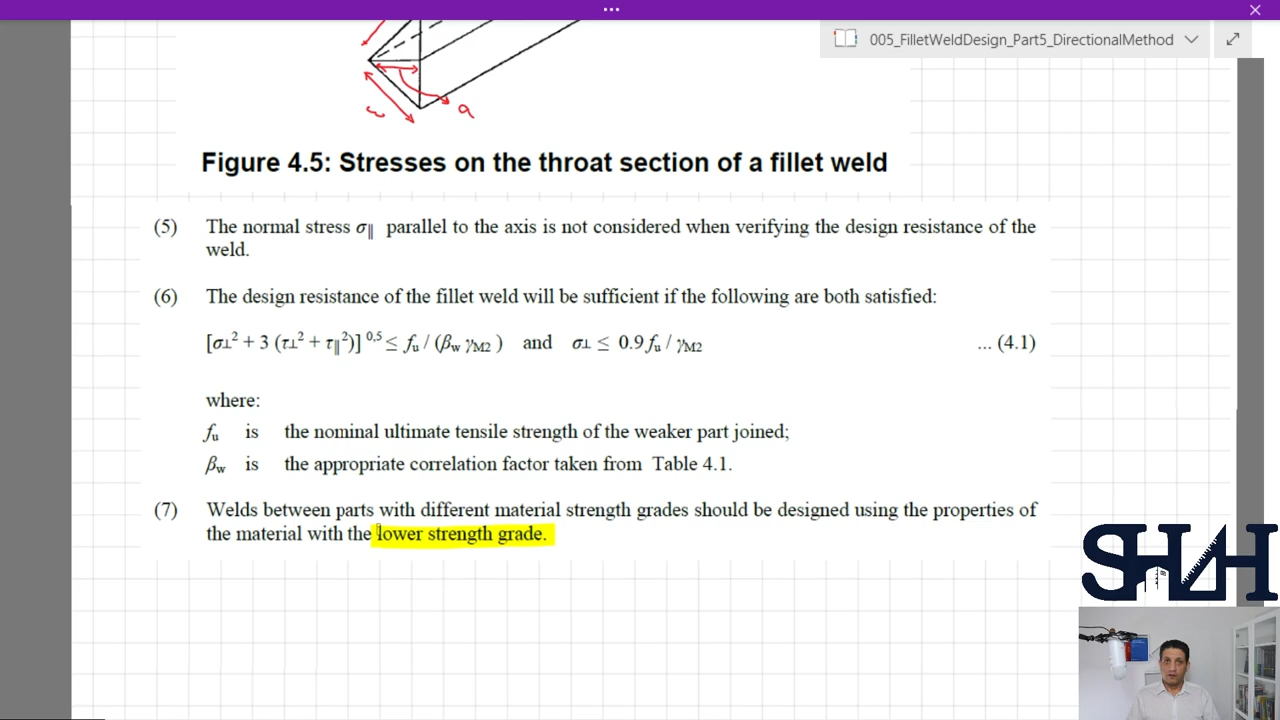 005_FilletWeldDesign_Part5_DirectionalMethod
a
Figure 4.5: Stresses on the throat section of a fillet weld
(5) The normal stress σ∥ parallel to the axis is not considered when verifying the design resistance of the
weld.
(6) The design resistance of the fillet weld will be sufficient if the following are both satisfied:
[σ⊥² + 3 (τ⊥² + τ∥²)] ⁰·⁵ ≤ fu / (βw γM2 ) and σ⊥ ≤ 0.9 fu / γM2 ... (4.1)
where:
fu is the nominal ultimate tensile strength of the weaker part joined;
βw is the appropriate correlation factor taken from Table 4.1.
(7) Welds between parts with different material strength grades should be designed using the properties of
the material with the lower strength grade.